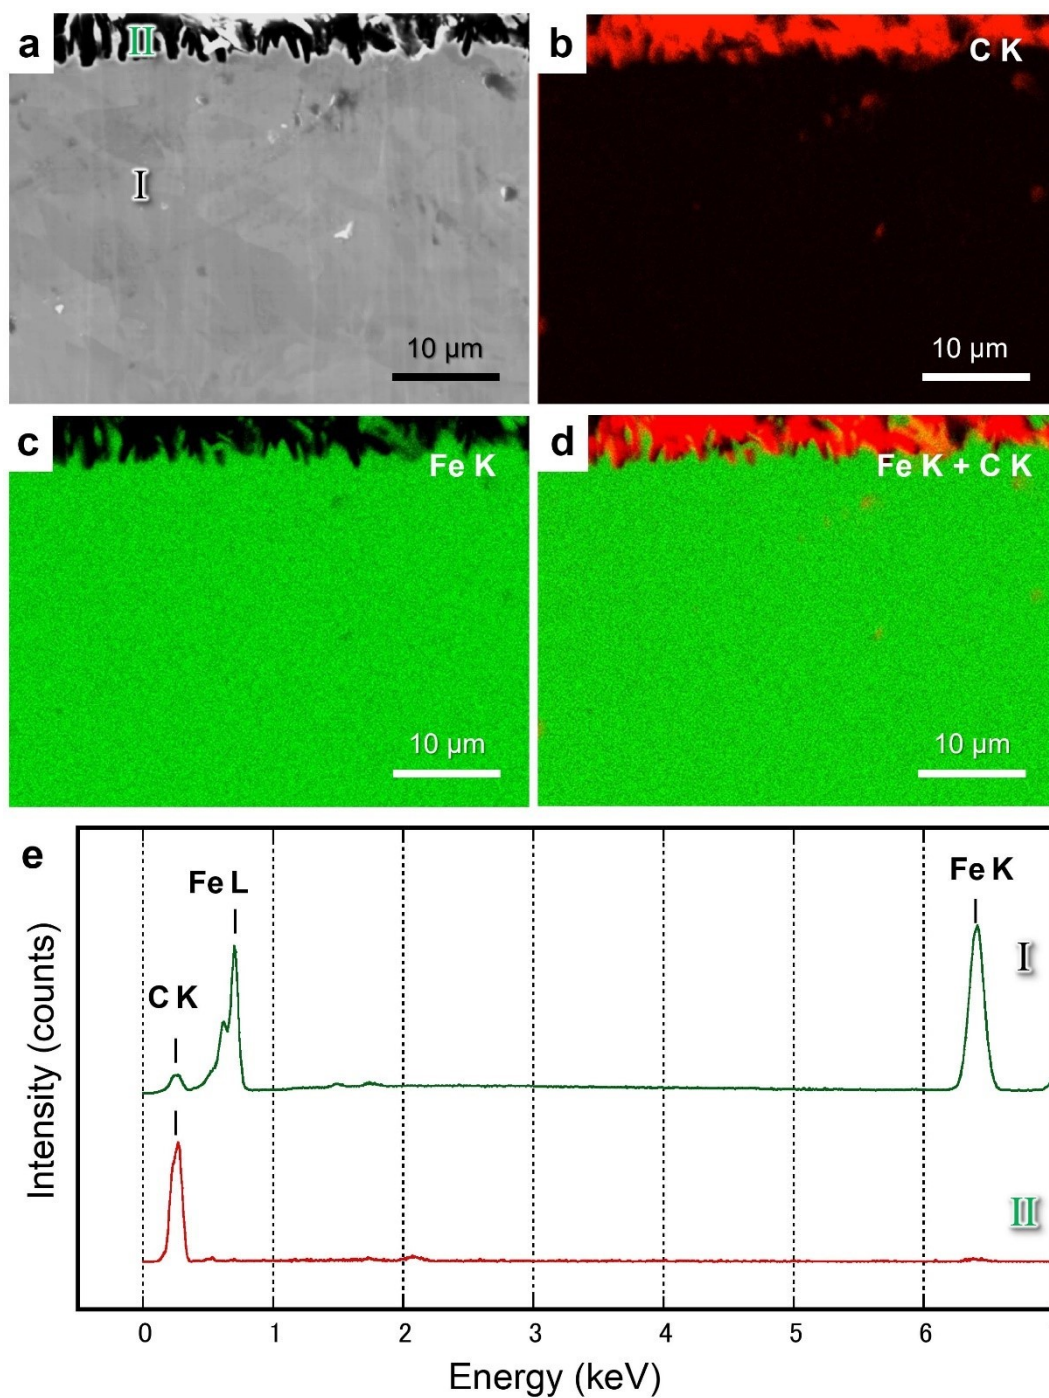 a
II
I
10 µm
b
C K
10 µm
c
Fe K
10 µm
d
Fe K + C K
10 µm
e
Fe L
Fe K
I
C K
II
Intensity (counts)
0 1 2 3 4 5 6
Energy (keV)